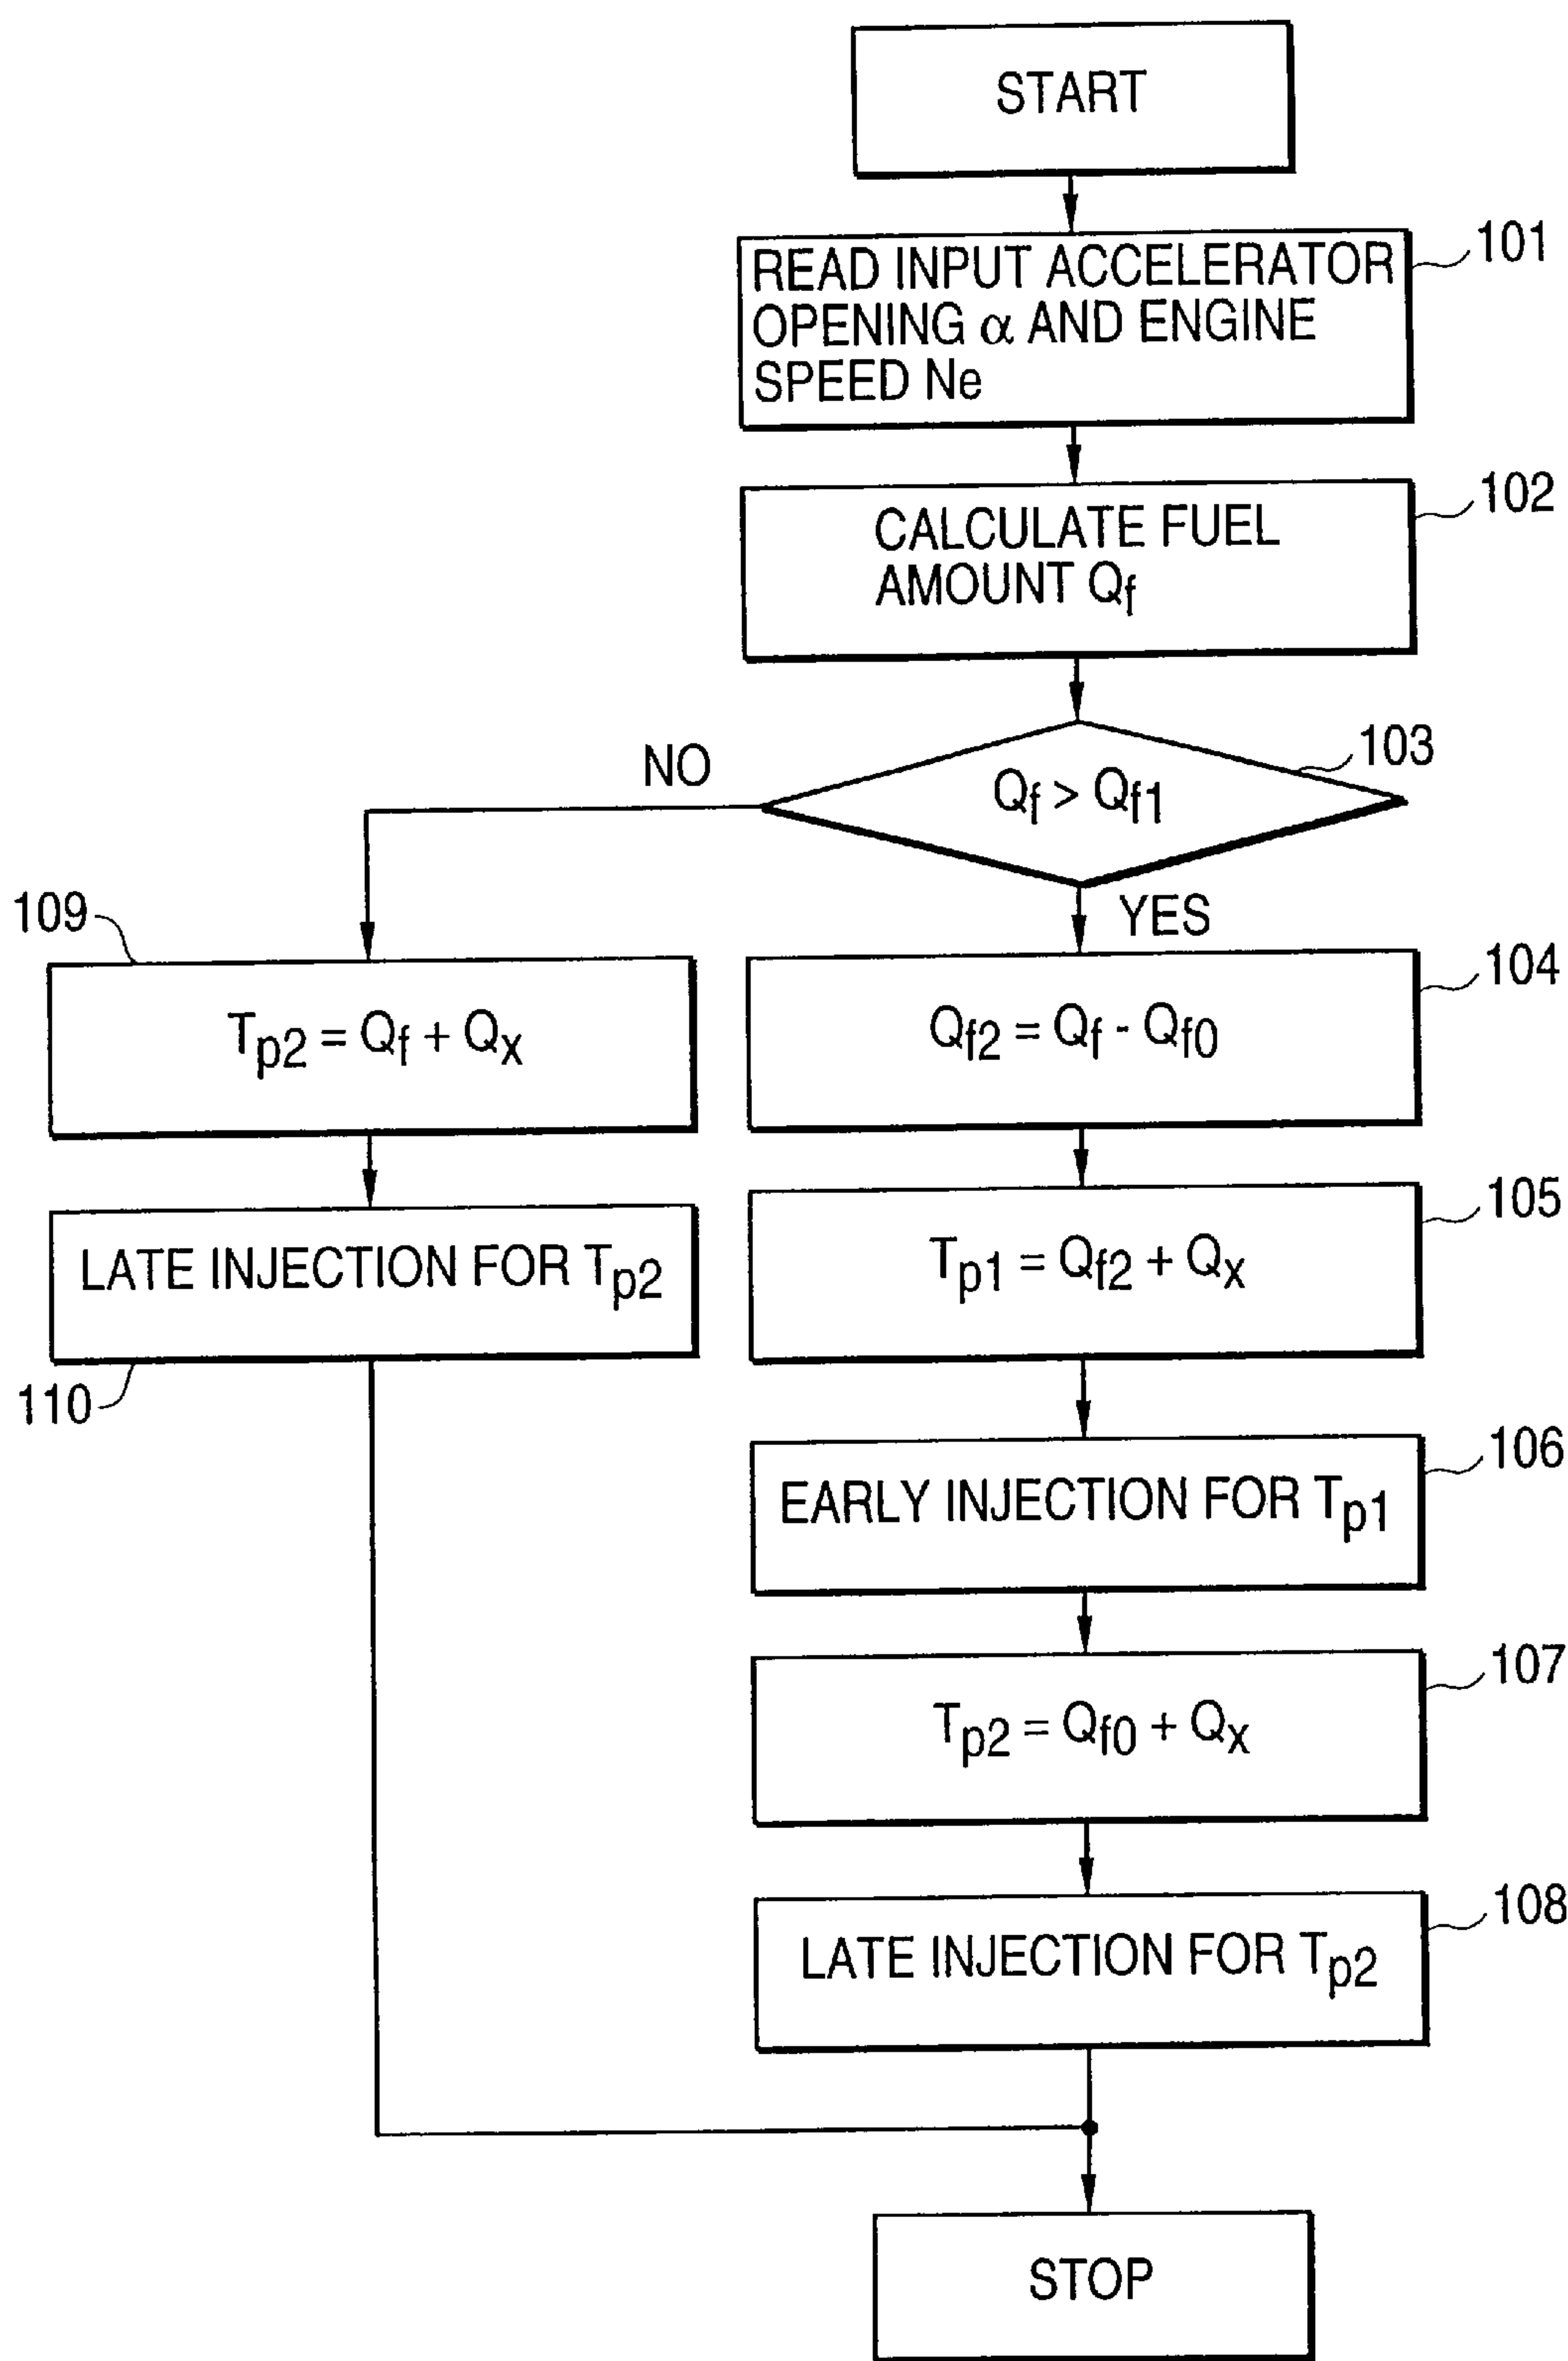 START
READ INPUT ACCELERATOR
OPENING α AND ENGINE
SPEED Ne
101
CALCULATE FUEL
AMOUNT Qf
102
Qf > Qf1
103
NO
YES
109
Tp2 = Qf + Qx
Qf2 = Qf - Qf0
104
LATE INJECTION FOR Tp2
110
Tp1 = Qf2 + Qx
105
EARLY INJECTION FOR Tp1
106
Tp2 = Qf0 + Qx
107
LATE INJECTION FOR Tp2
108
STOP